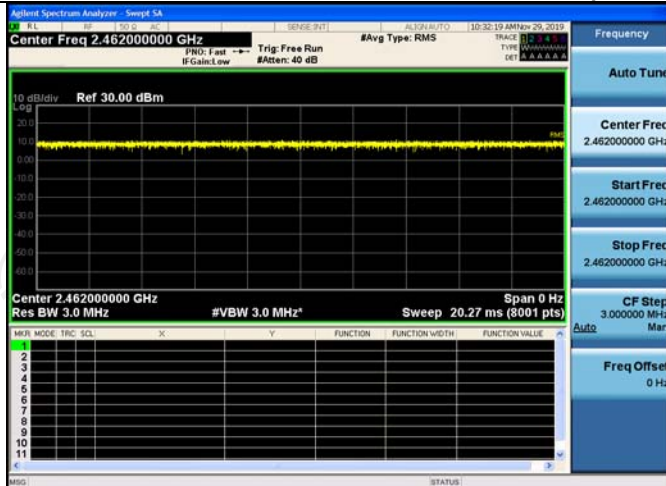 Agilent Spectrum Analyzer - Swept SA
RL RF 50 Ω AC SENSE:INT ALIGN AUTO 10:32:19 AM Nov 29, 2019
Center Freq 2.462000000 GHz #Avg Type: RMS TRACE 1 2 3 4 5 6
PNO: Fast Trig: Free Run TYPE
IFGain:Low #Atten: 40 dB DET A A A A A A
Frequency
Auto Tune
10 dB/div Ref 30.00 dBm
Log
20.0
10.0
RMS
0.00
-10.0
-20.0
-30.0
-40.0
-50.0
-60.0
Center Freq
2.462000000 GHz
Start Freq
2.462000000 GHz
Stop Freq
2.462000000 GHz
CF Step
3.000000 MHz
Auto Man
Freq Offset
0 Hz
Center 2.462000000 GHz Span 0 Hz
Res BW 3.0 MHz #VBW 3.0 MHz* Sweep 20.27 ms (8001 pts)
MKR MODE TRC SCL X Y FUNCTION FUNCTION WIDTH FUNCTION VALUE
1
2
3
4
5
6
7
8
9
10
11
MSG STATUS